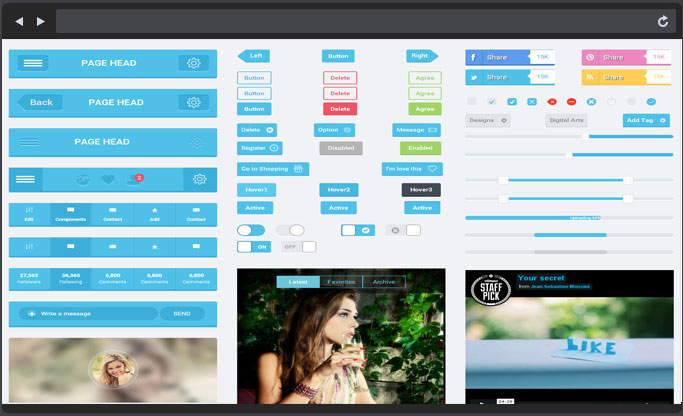 PAGE HEAD
Back
PAGE HEAD
PAGE HEAD
2
Edit Components Contact Add Contact
27,365 36,365 6,800 6,800 6,800
Followers Following Comments Comments Comments
Write a message SEND
Left Button Right
Button Delete Agree
Button Delete Agree
Button Delete Agree
Delete Option Message
Register Disabled Enabled
Go to Shopping I'm love this
Hover1 Hover2 Hover3
Active Active Active
ON OFF
Latest Favorites Archive
Share 15K Share 15K
Share 15K Share 15K
Designs Digital Arts Add Tag
STAFF
PICK
Your secret
from Jean-Sebastien Monzani
LIKE
04:26